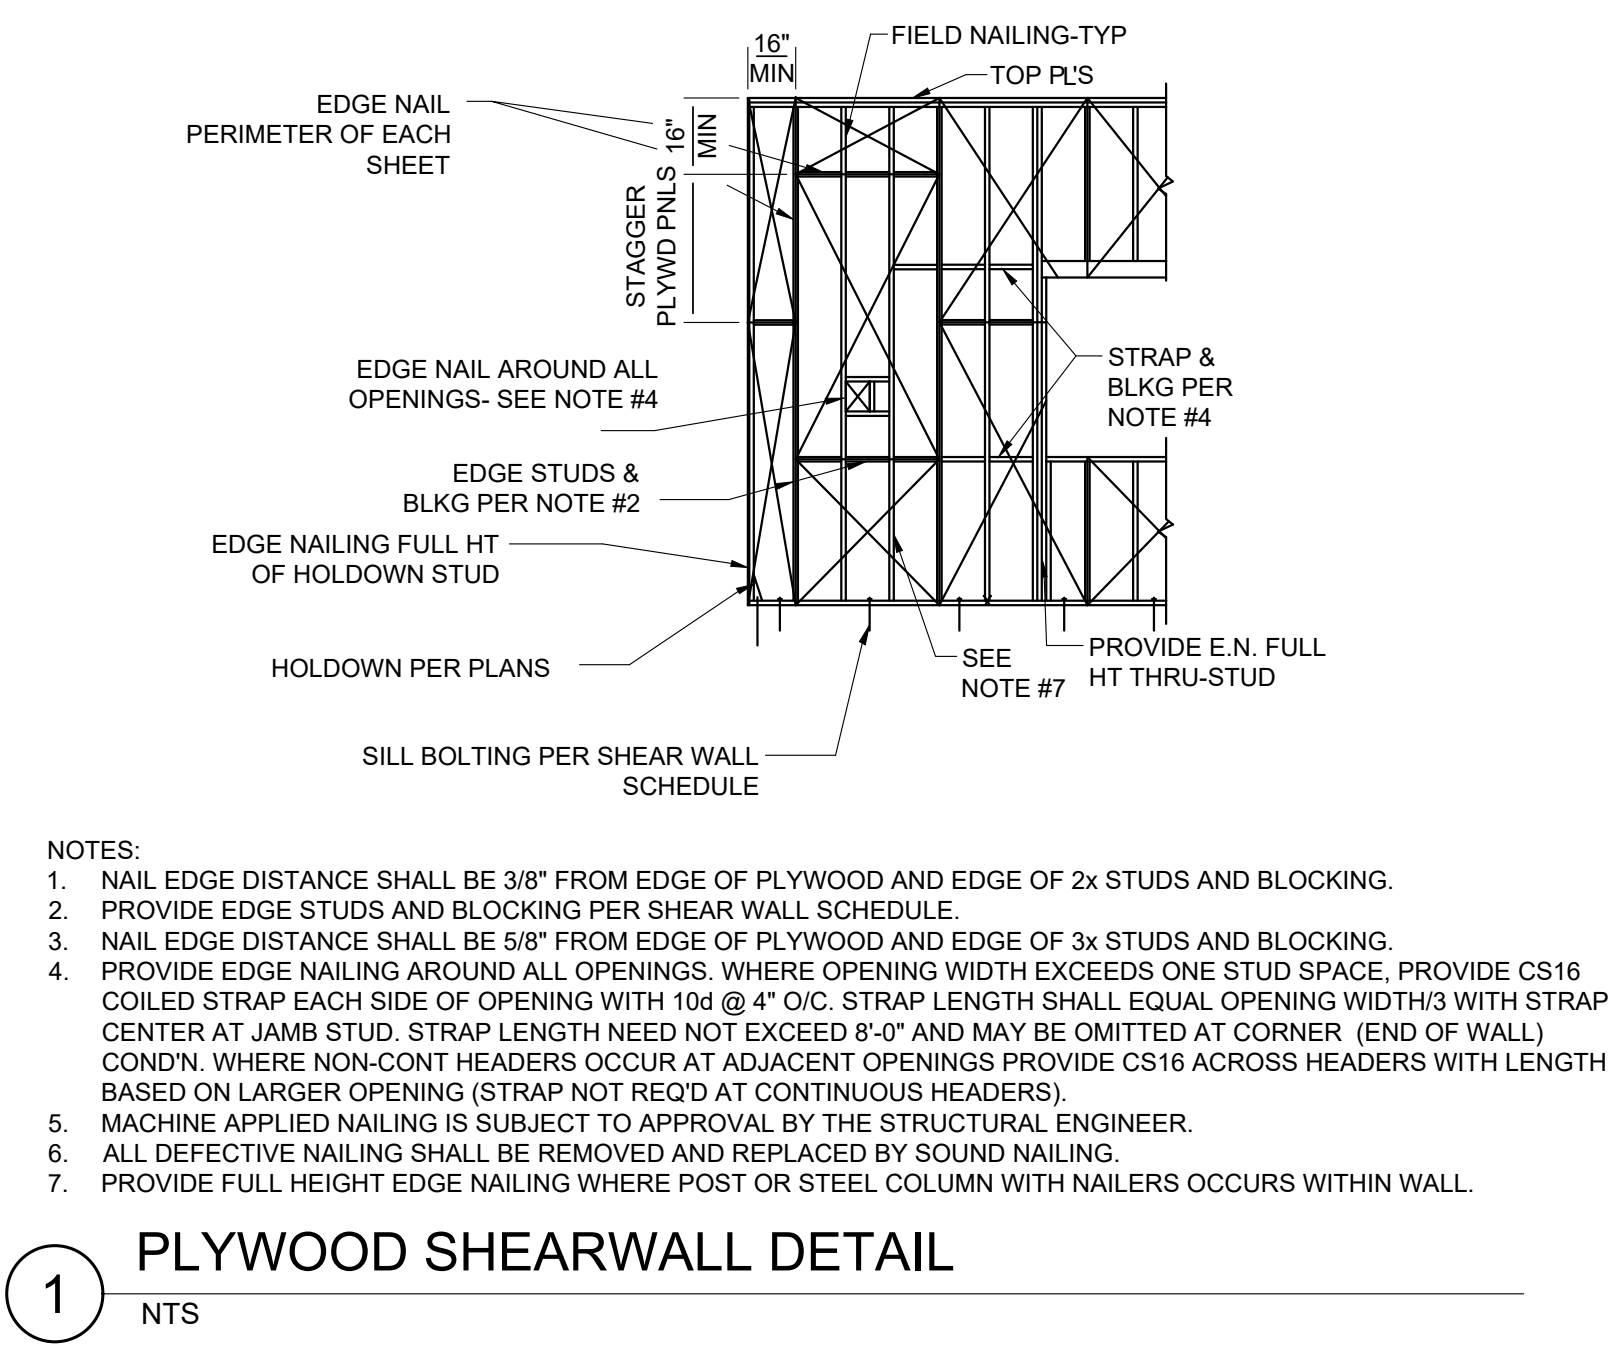 16"
MIN
FIELD NAILING-TYP
TOP PL'S
EDGE NAIL
PERIMETER OF EACH
SHEET
16"
MIN
STAGGER
PLYWD PNLS
EDGE NAIL AROUND ALL
OPENINGS- SEE NOTE #4
STRAP &
BLKG PER
NOTE #4
EDGE STUDS &
BLKG PER NOTE #2
EDGE NAILING FULL HT
OF HOLDOWN STUD
HOLDOWN PER PLANS
SEE
NOTE #7
PROVIDE E.N. FULL
HT THRU-STUD
SILL BOLTING PER SHEAR WALL
SCHEDULE
NOTES:
1. NAIL EDGE DISTANCE SHALL BE 3/8" FROM EDGE OF PLYWOOD AND EDGE OF 2x STUDS AND BLOCKING.
2. PROVIDE EDGE STUDS AND BLOCKING PER SHEAR WALL SCHEDULE.
3. NAIL EDGE DISTANCE SHALL BE 5/8" FROM EDGE OF PLYWOOD AND EDGE OF 3x STUDS AND BLOCKING.
4. PROVIDE EDGE NAILING AROUND ALL OPENINGS. WHERE OPENING WIDTH EXCEEDS ONE STUD SPACE, PROVIDE CS16
COILED STRAP EACH SIDE OF OPENING WITH 10d @ 4" O/C. STRAP LENGTH SHALL EQUAL OPENING WIDTH/3 WITH STRAP
CENTER AT JAMB STUD. STRAP LENGTH NEED NOT EXCEED 8'-0" AND MAY BE OMITTED AT CORNER (END OF WALL)
COND'N. WHERE NON-CONT HEADERS OCCUR AT ADJACENT OPENINGS PROVIDE CS16 ACROSS HEADERS WITH LENGTH
BASED ON LARGER OPENING (STRAP NOT REQ'D AT CONTINUOUS HEADERS).
5. MACHINE APPLIED NAILING IS SUBJECT TO APPROVAL BY THE STRUCTURAL ENGINEER.
6. ALL DEFECTIVE NAILING SHALL BE REMOVED AND REPLACED BY SOUND NAILING.
7. PROVIDE FULL HEIGHT EDGE NAILING WHERE POST OR STEEL COLUMN WITH NAILERS OCCURS WITHIN WALL.
1
PLYWOOD SHEARWALL DETAIL
NTS